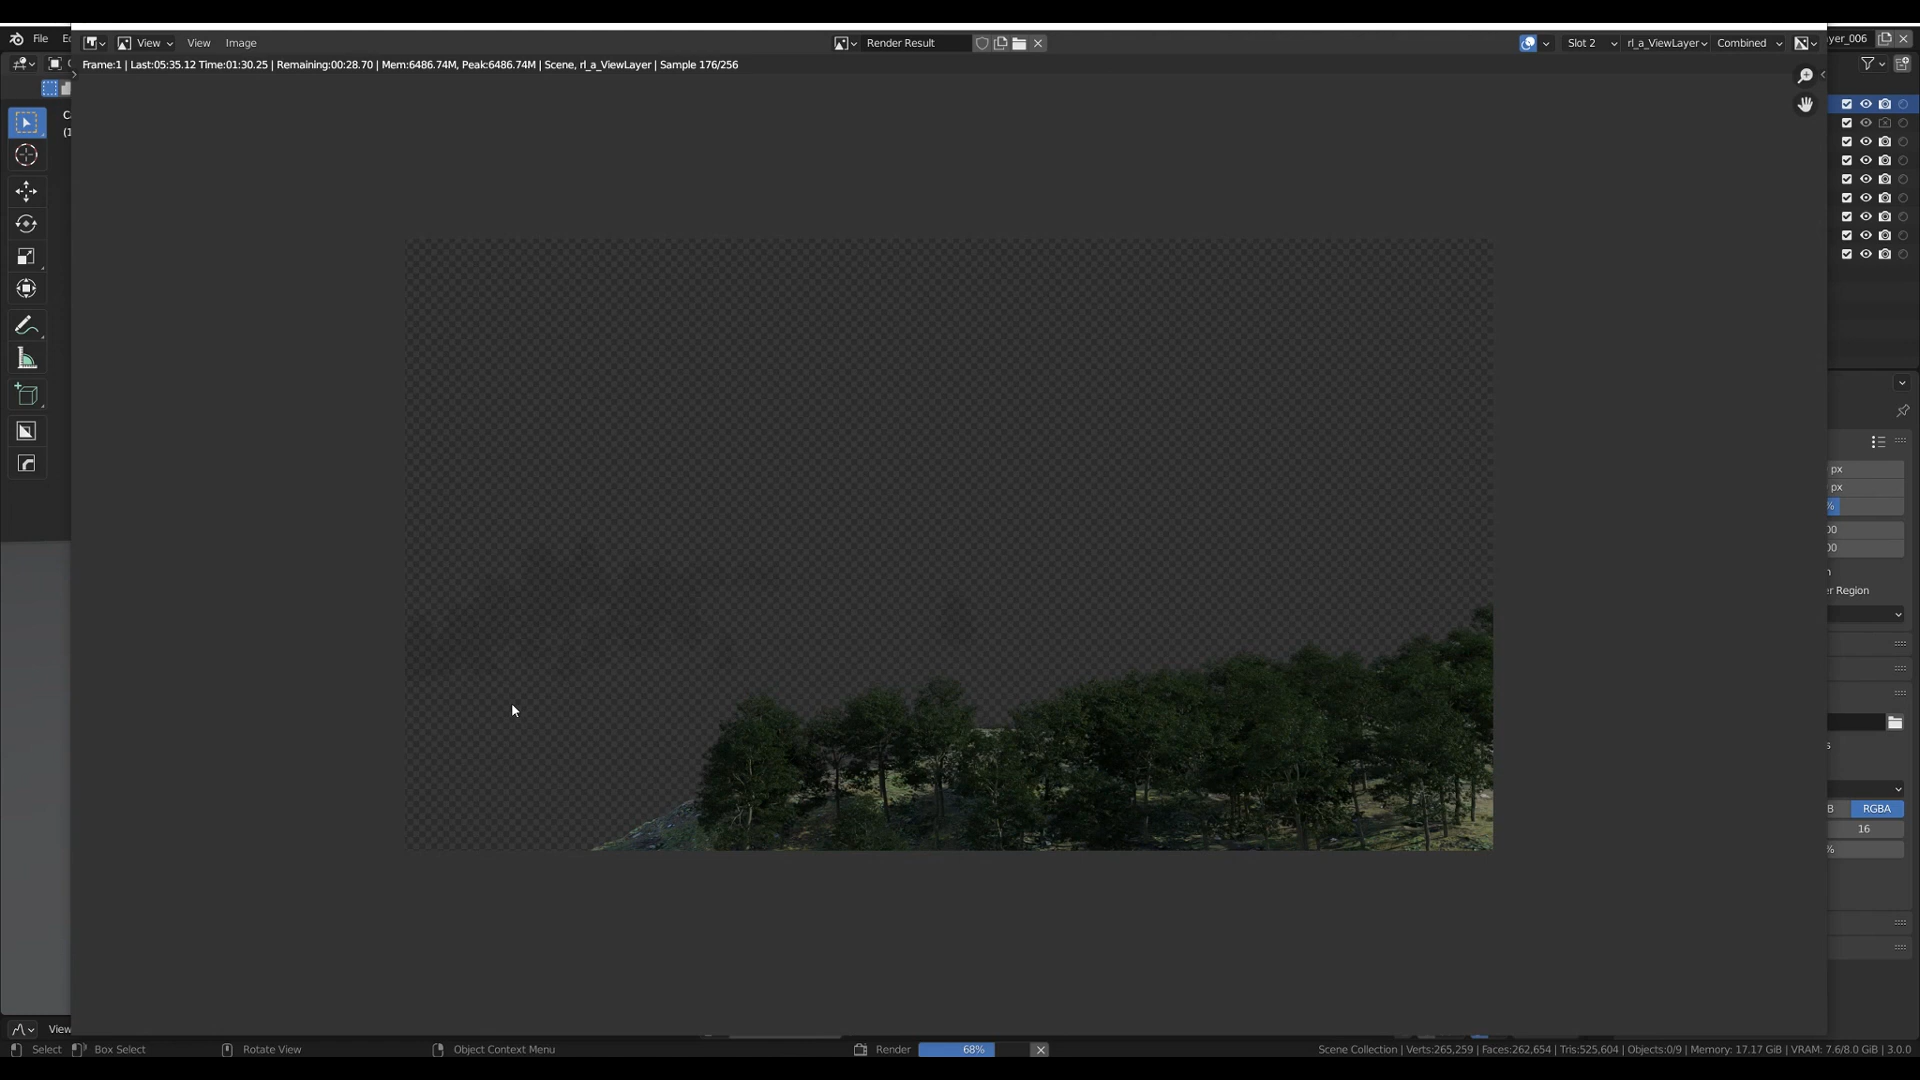 File
View
View
Image
Render Result
Slot 2
rl_a_ViewLayer
Combined
yer_006
Frame:1 | Last:05:35.12 Time:01:30.25 | Remaining:00:28.70 | Mem:6486.74M, Peak:6486.74M | Scene, rl_a_ViewLayer | Sample 176/256
px
px
%
00
00
n
er Region
s
B
RGBA
16
%
View
Select
Box Select
Rotate View
Object Context Menu
Render
68%
Scene Collection | Verts:265,259 | Faces:262,654 | Tris:525,604 | Objects:0/9 | Memory: 17.17 GiB | VRAM: 7.6/8.0 GiB | 3.0.0